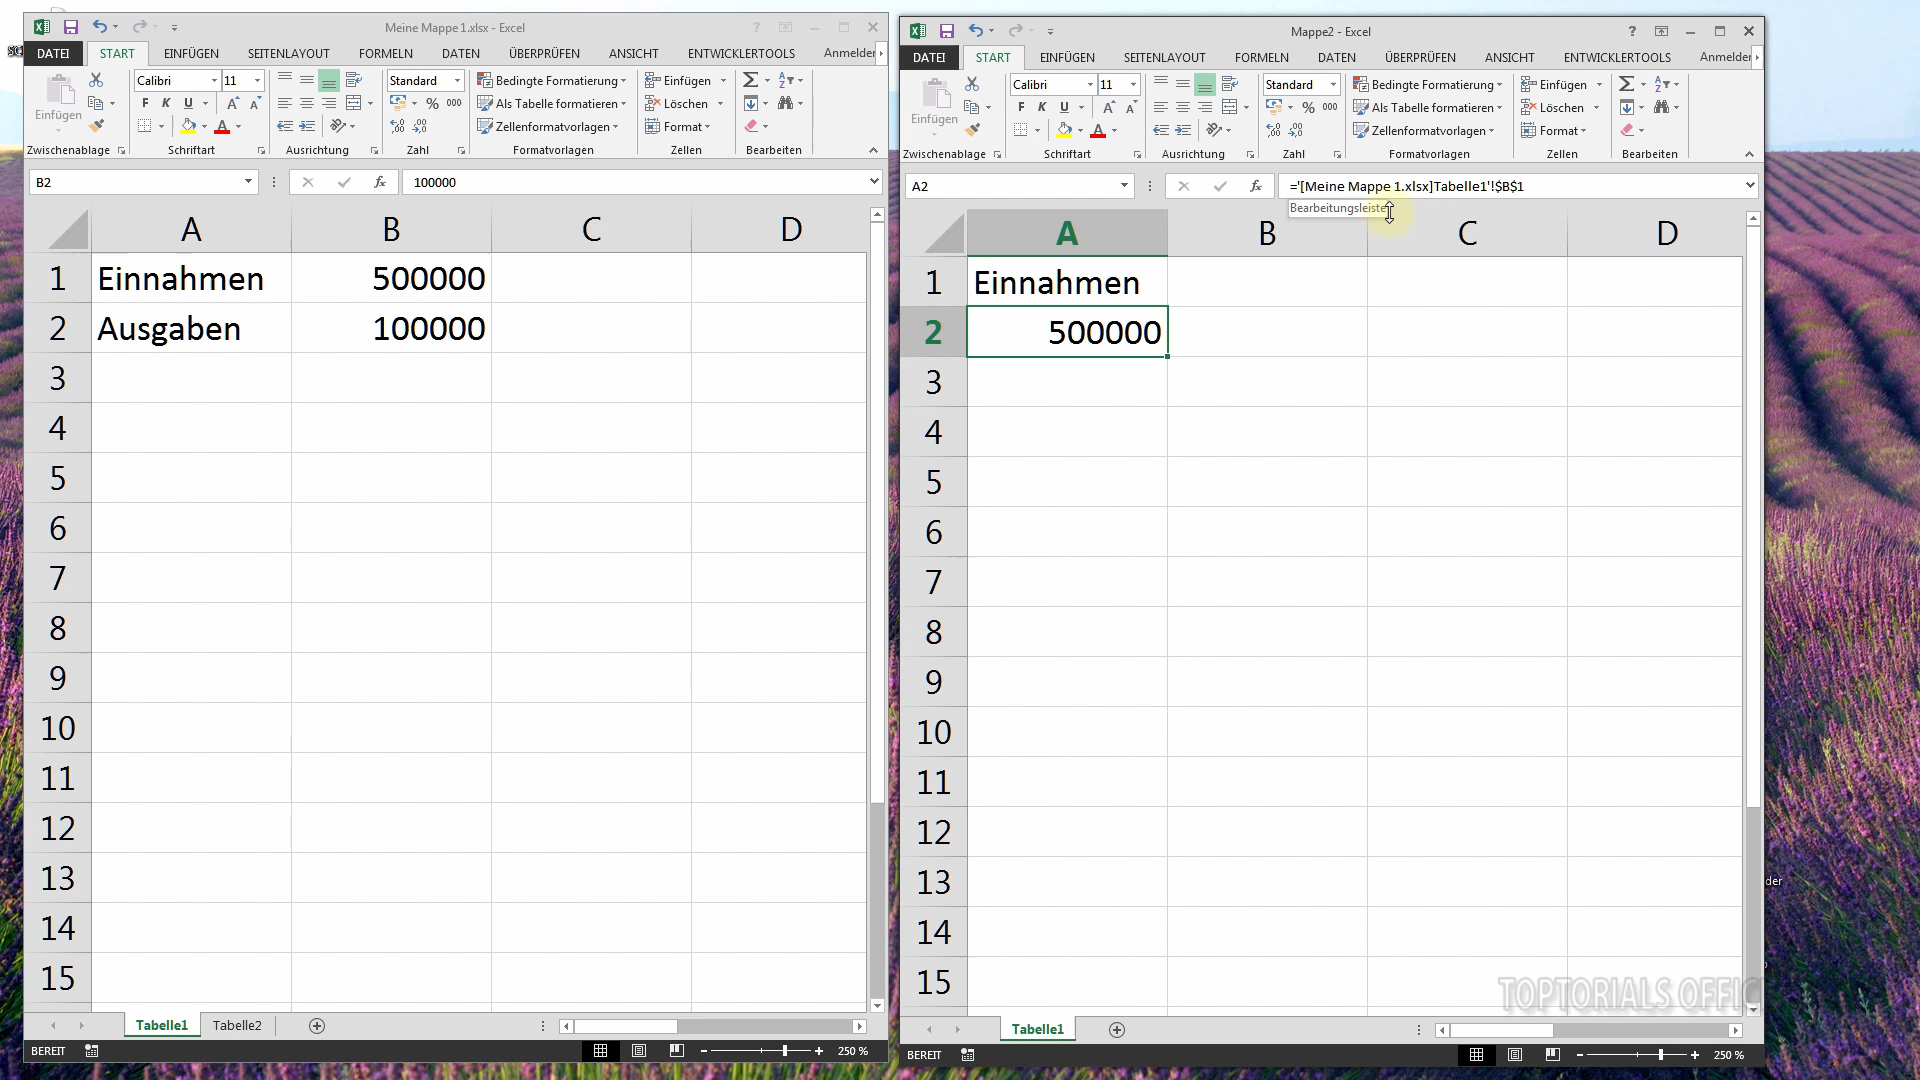 Meine Mappe 1.xlsx - Excel
DATEI START EINFÜGEN SEITENLAYOUT FORMELN DATEN ÜBERPRÜFEN ANSICHT ENTWICKLERTOOLS Anmelden
Einfügen
Calibri 11
F K U
Standard
% 000
Bedingte Formatierung
Als Tabelle formatieren
Zellenformatvorlagen
Einfügen
Löschen
Format
Zwischenablage Schriftart Ausrichtung Zahl Formatvorlagen Zellen Bearbeiten
B2 fx 100000
A B C D
1 Einnahmen 500000
2 Ausgaben 100000
3
4
5
6
7
8
9
10
11
12
13
14
15
Tabelle1 Tabelle2
BEREIT 250 %
Mappe2 - Excel
DATEI START EINFÜGEN SEITENLAYOUT FORMELN DATEN ÜBERPRÜFEN ANSICHT ENTWICKLERTOOLS Anmelden
Einfügen
Calibri 11
F K U
Standard
% 000
Bedingte Formatierung
Als Tabelle formatieren
Zellenformatvorlagen
Einfügen
Löschen
Format
Zwischenablage Schriftart Ausrichtung Zahl Formatvorlagen Zellen Bearbeiten
A2 fx ='[Meine Mappe 1.xlsx]Tabelle1'!$B$1
Bearbeitungsleiste
A B C D
1 Einnahmen
2 500000
3
4
5
6
7
8
9
10
11
12
13
14
15
Tabelle1
BEREIT 250 %
der
TOPTORIALS OFFIC